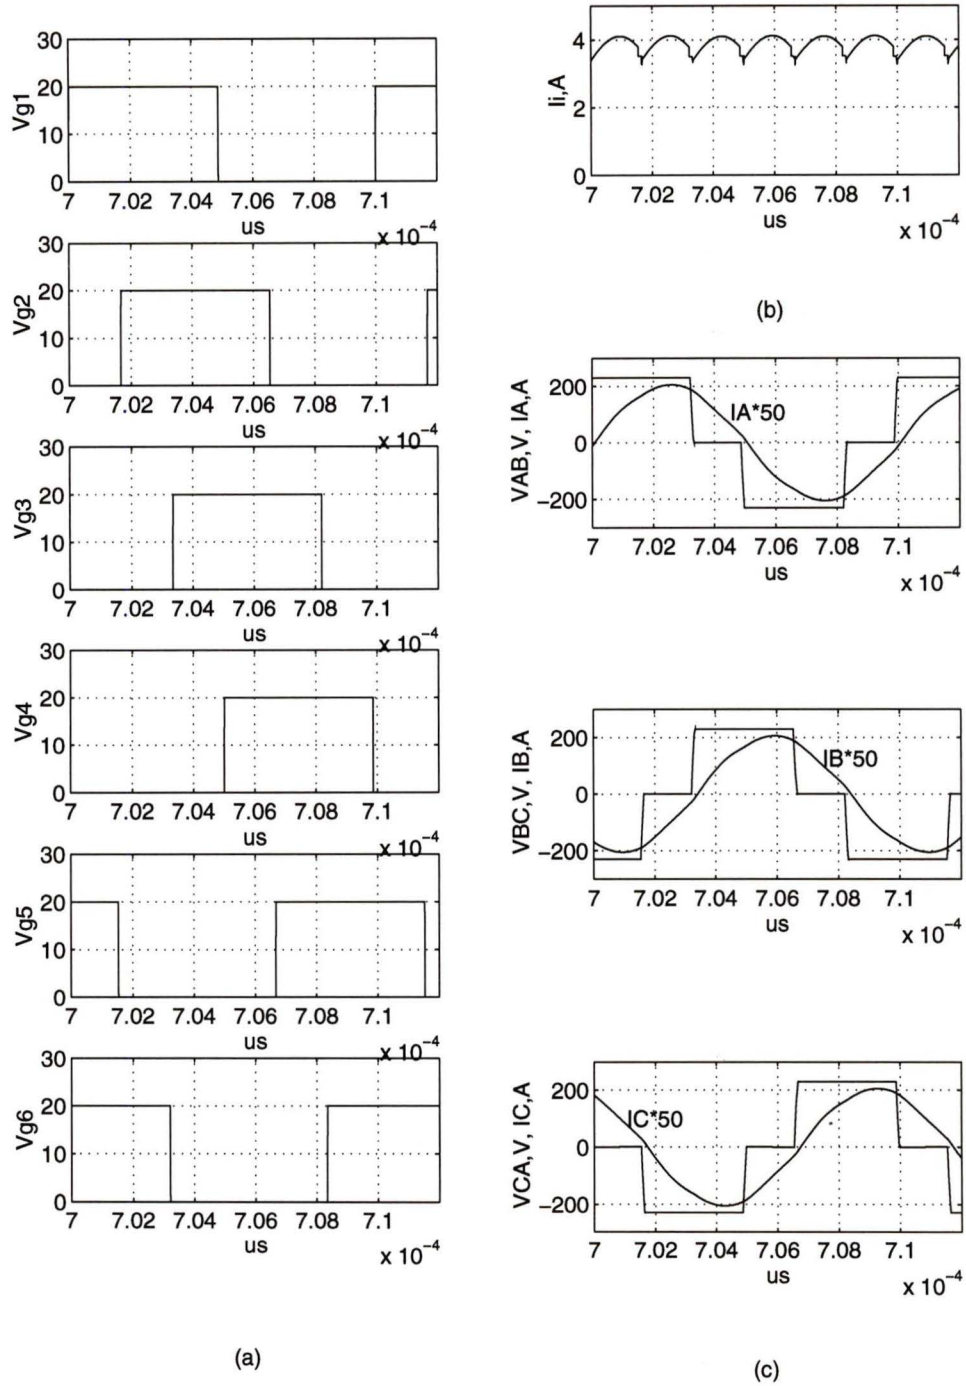 30
20
10
0
Vg1
7 7.02 7.04 7.06 7.08 7.1
us
x 10⁻⁴
30
20
10
0
Vg2
7 7.02 7.04 7.06 7.08 7.1
us
x 10⁻⁴
30
20
10
0
Vg3
7 7.02 7.04 7.06 7.08 7.1
us
x 10⁻⁴
30
20
10
0
Vg4
7 7.02 7.04 7.06 7.08 7.1
us
x 10⁻⁴
30
20
10
0
Vg5
7 7.02 7.04 7.06 7.08 7.1
us
x 10⁻⁴
30
20
10
0
Vg6
7 7.02 7.04 7.06 7.08 7.1
us
x 10⁻⁴
(a)
4
2
0
Ii,A
7 7.02 7.04 7.06 7.08 7.1
us
x 10⁻⁴
(b)
200
0
−200
VAB,V, IA,A
IA*50
7 7.02 7.04 7.06 7.08 7.1
us
x 10⁻⁴
200
0
−200
VBC,V, IB,A
IB*50
7 7.02 7.04 7.06 7.08 7.1
us
x 10⁻⁴
200
0
−200
VCA,V, IC,A
IC*50
7 7.02 7.04 7.06 7.08 7.1
us
x 10⁻⁴
(c)